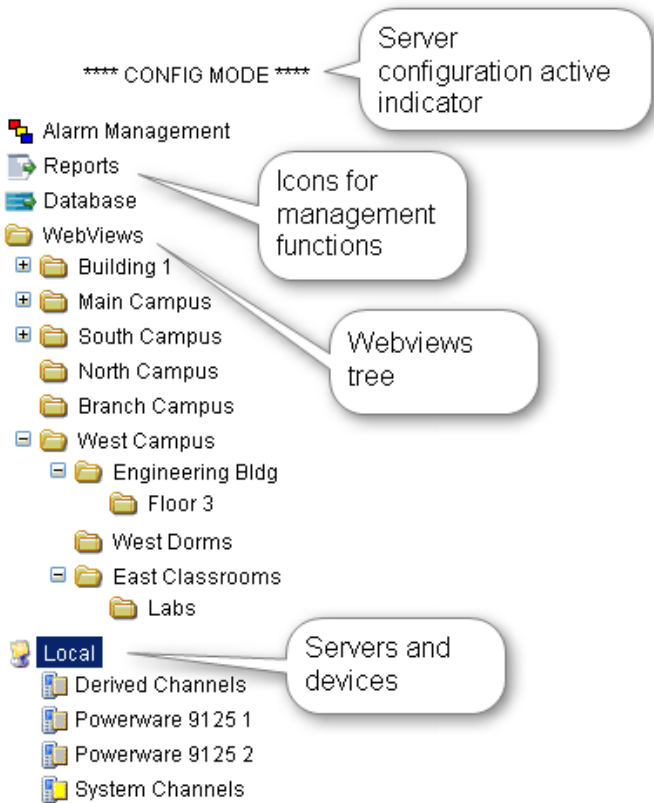 **** CONFIG MODE ****
Server
configuration active
indicator
Alarm Management
Reports
Database
Icons for
management
functions
WebViews
Building 1
Main Campus
South Campus
North Campus
Branch Campus
Webviews
tree
West Campus
Engineering Bldg
Floor 3
West Dorms
East Classrooms
Labs
Local
Servers and
devices
Derived Channels
Powerware 9125 1
Powerware 9125 2
System Channels